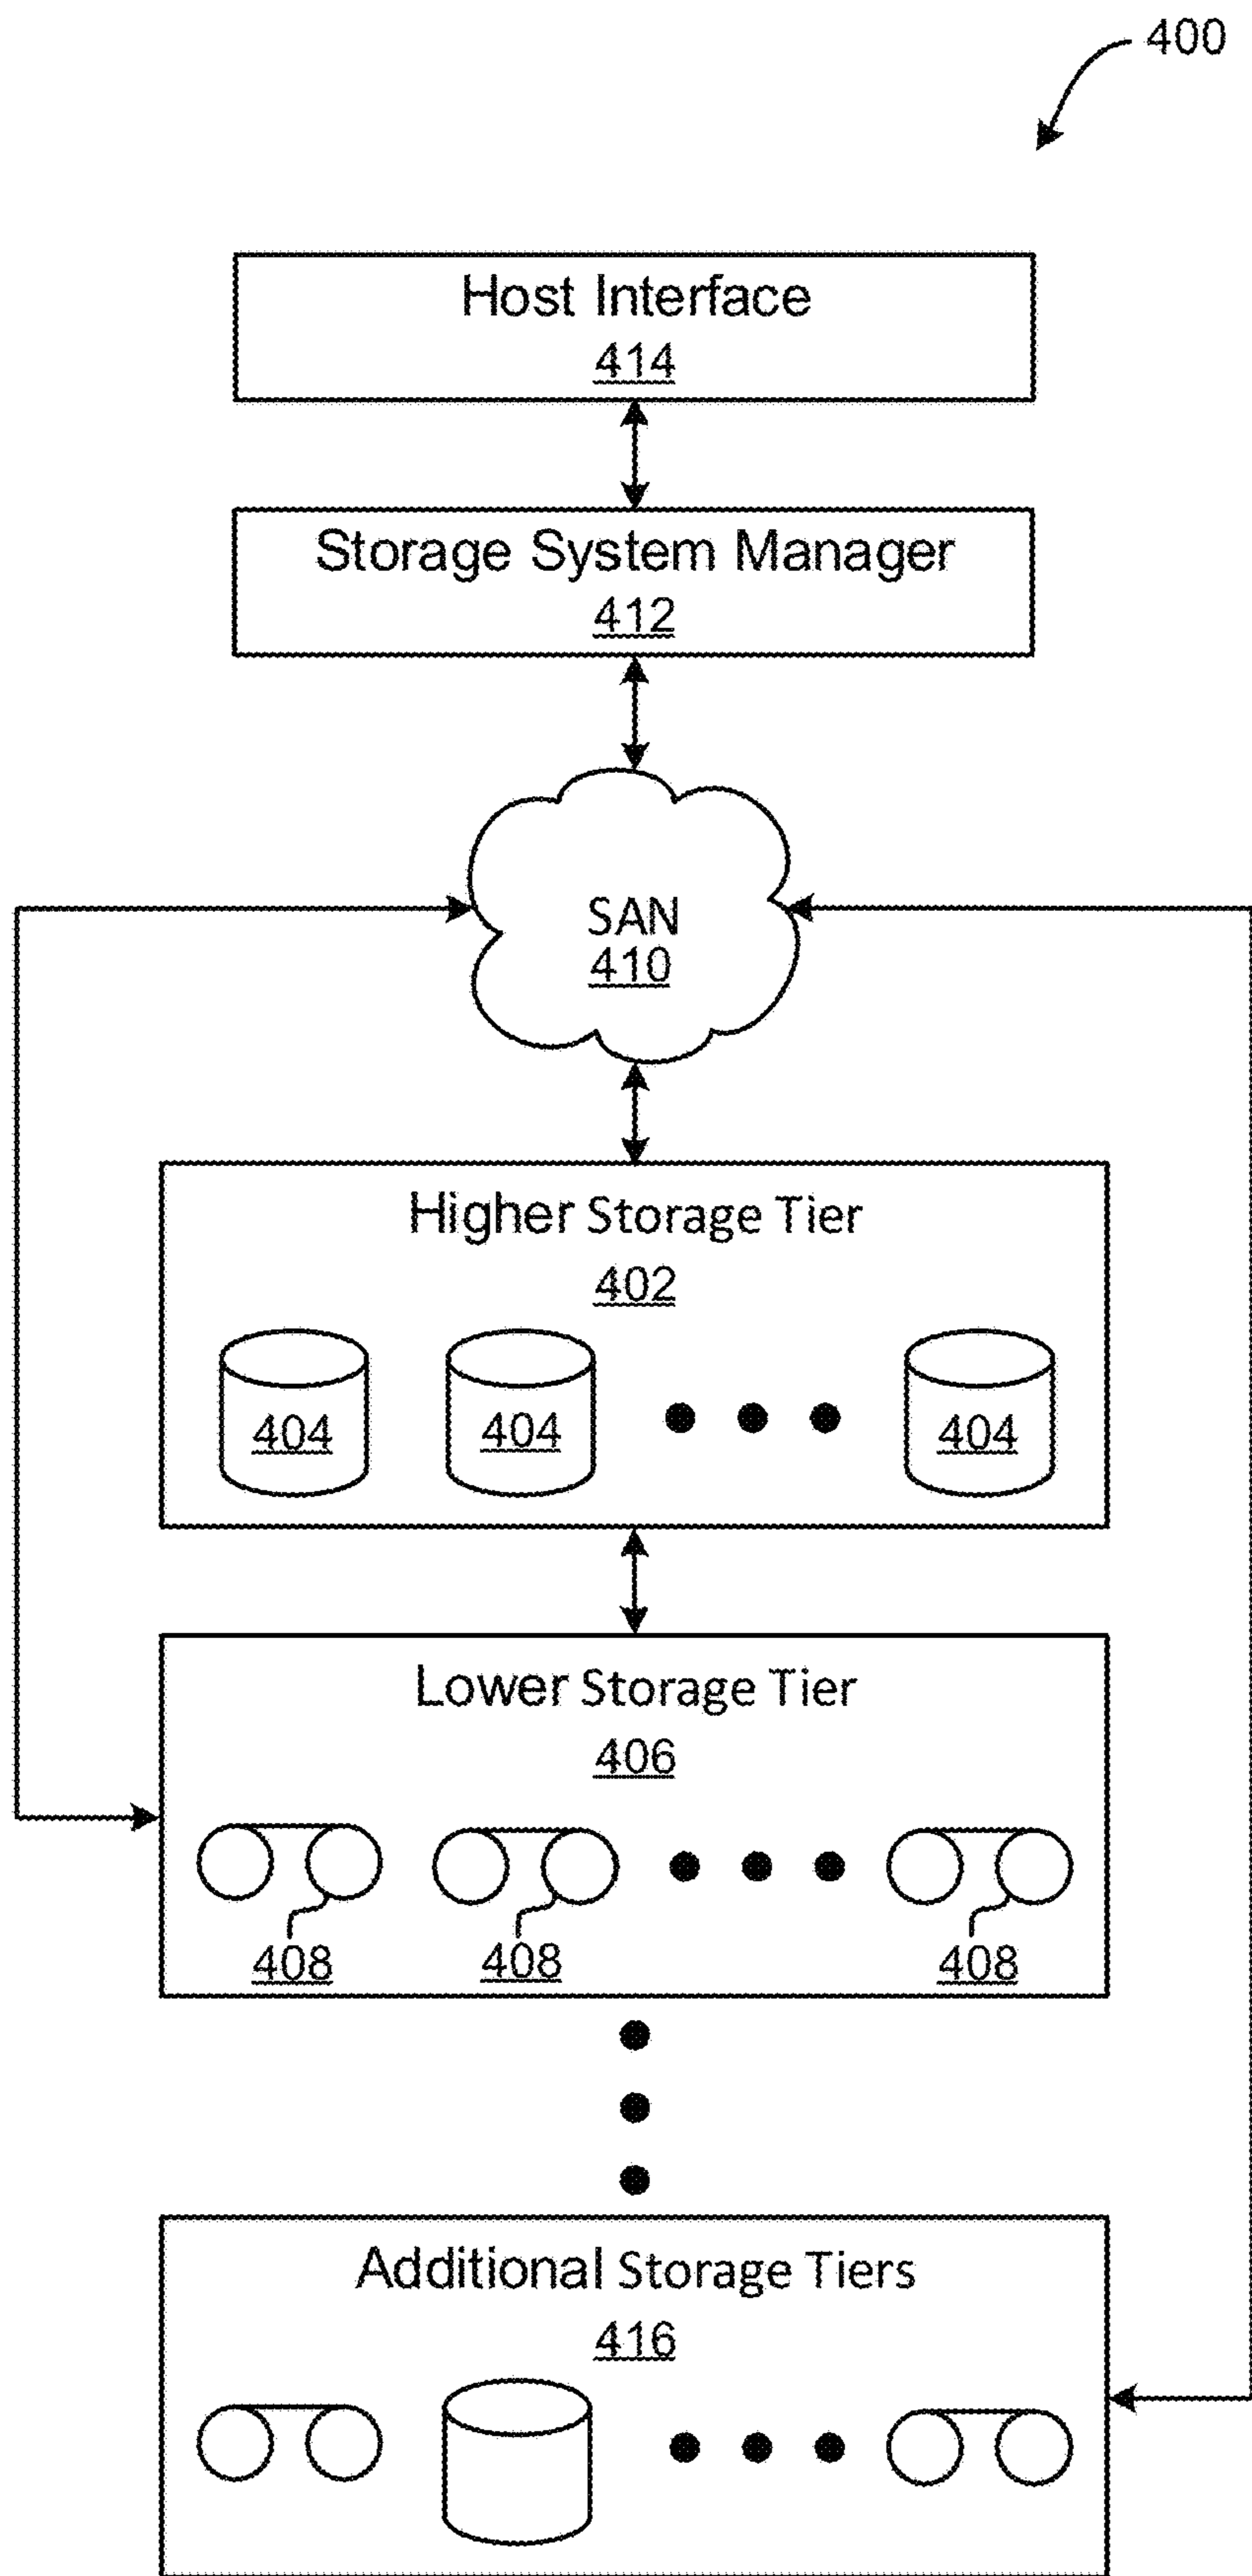 400
Host Interface
414
Storage System Manager
412
SAN
410
Higher Storage Tier
402
404 404 404
Lower Storage Tier
406
408 408 408
Additional Storage Tiers
416